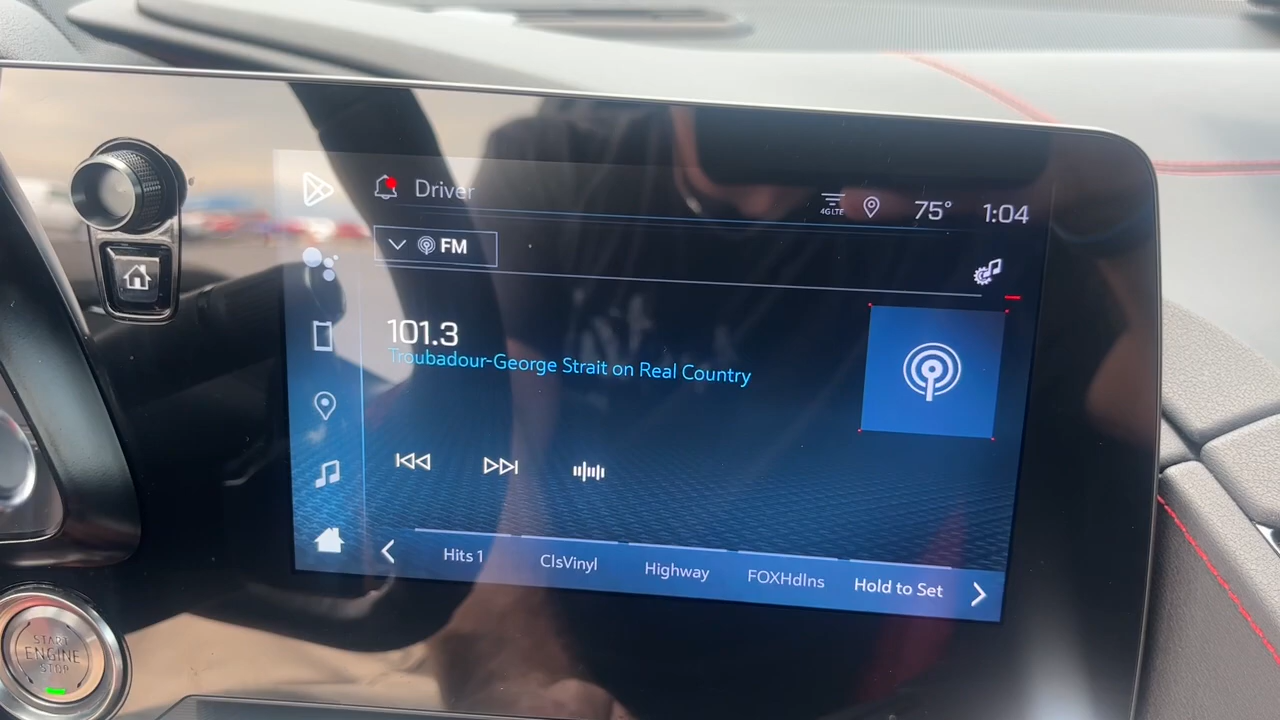 Driver
4G LTE
75°
1:04
FM
101.3
Troubadour-George Strait on Real Country
Hits 1
ClsVinyl
Highway
FOXHdlns
Hold to Set
START
ENGINE
STOP